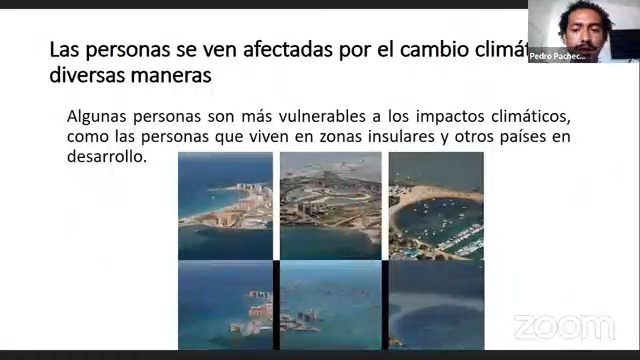 Las personas se ven afectadas por el cambio climát
diversas maneras
Pedro Pachec...
Algunas personas son más vulnerables a los impactos climáticos,
como las personas que viven en zonas insulares y otros países en
desarrollo.
zoom